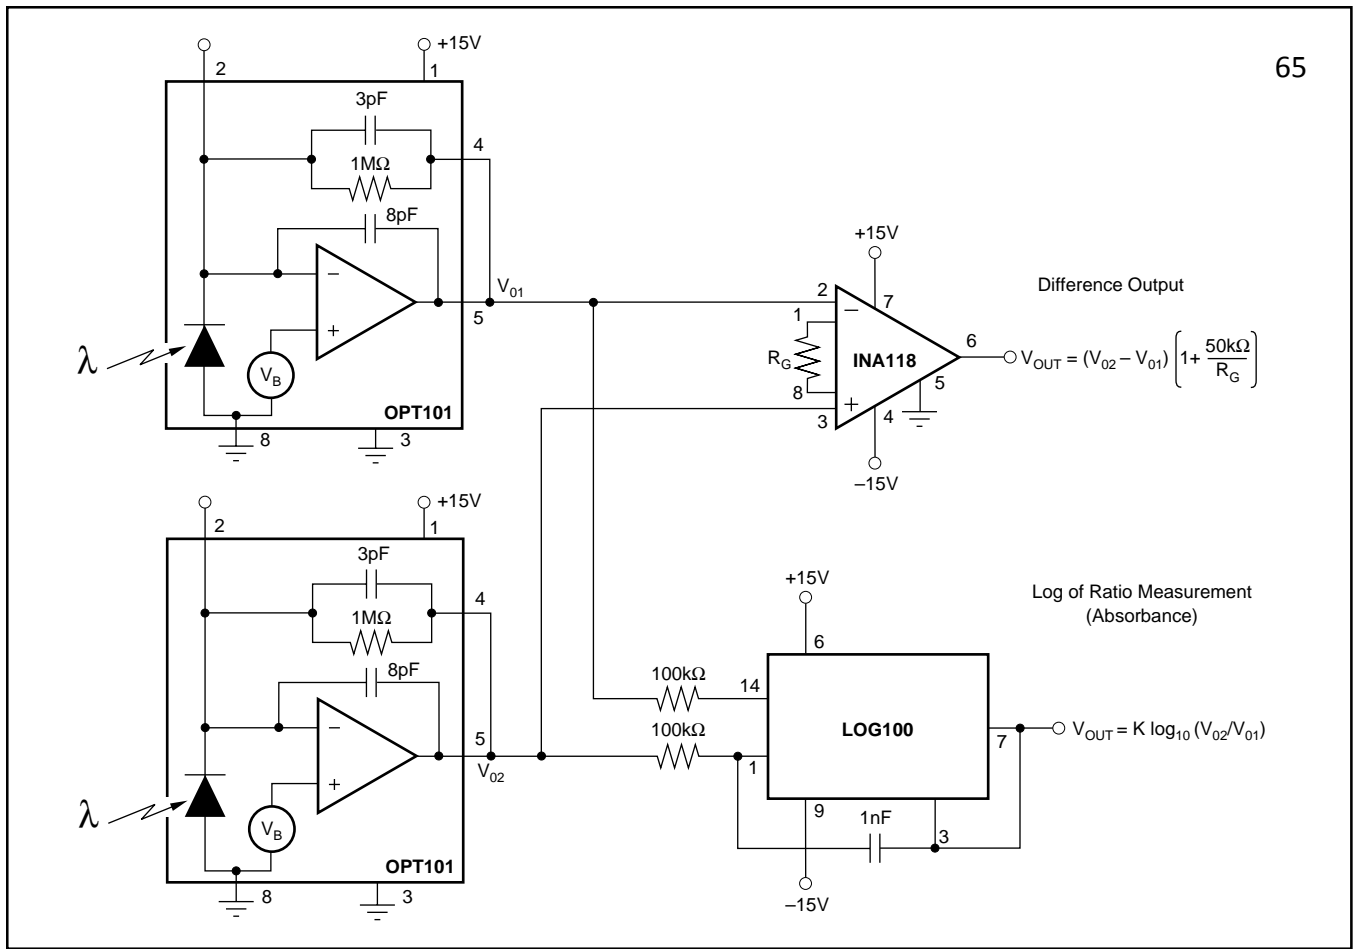 65
2
+15V
1
3pF
4
1MΩ
8pF
−
+
V01
5
λ
VB
OPT101
8
3
+15V
2
7
−
1
RG
INA118
6
5
8
+
3
4
–15V
Difference Output
VOUT = (V02 – V01) (1+ 50kΩ/RG)
2
+15V
1
3pF
4
1MΩ
8pF
−
+
5
V02
λ
VB
OPT101
8
3
+15V
6
Log of Ratio Measurement
(Absorbance)
100kΩ
14
100kΩ
1
LOG100
7
VOUT = K log10 (V02/V01)
9
1nF
3
–15V